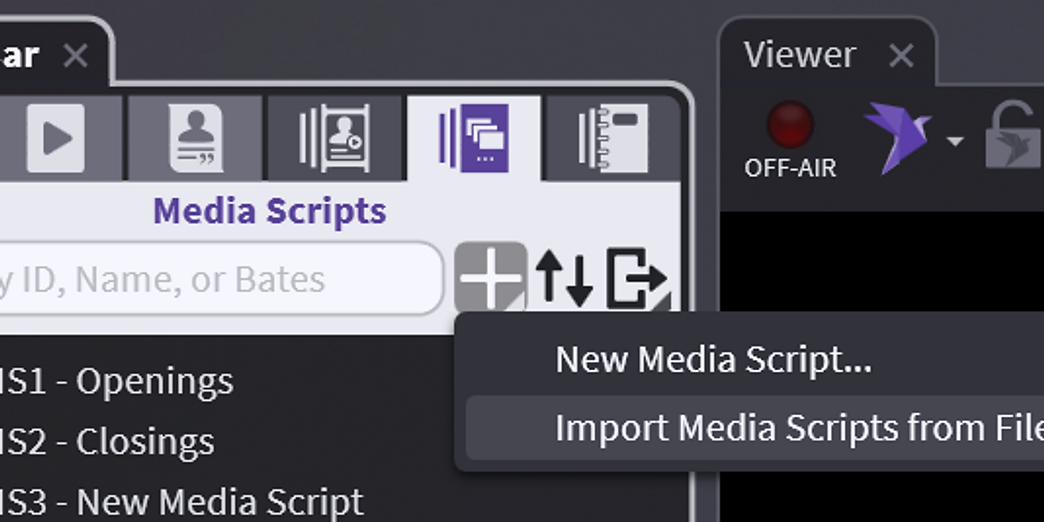 ar
Viewer
OFF-AIR
Media Scripts
y ID, Name, or Bates
New Media Script...
Import Media Scripts from File
IS1 - Openings
IS2 - Closings
IS3 - New Media Script